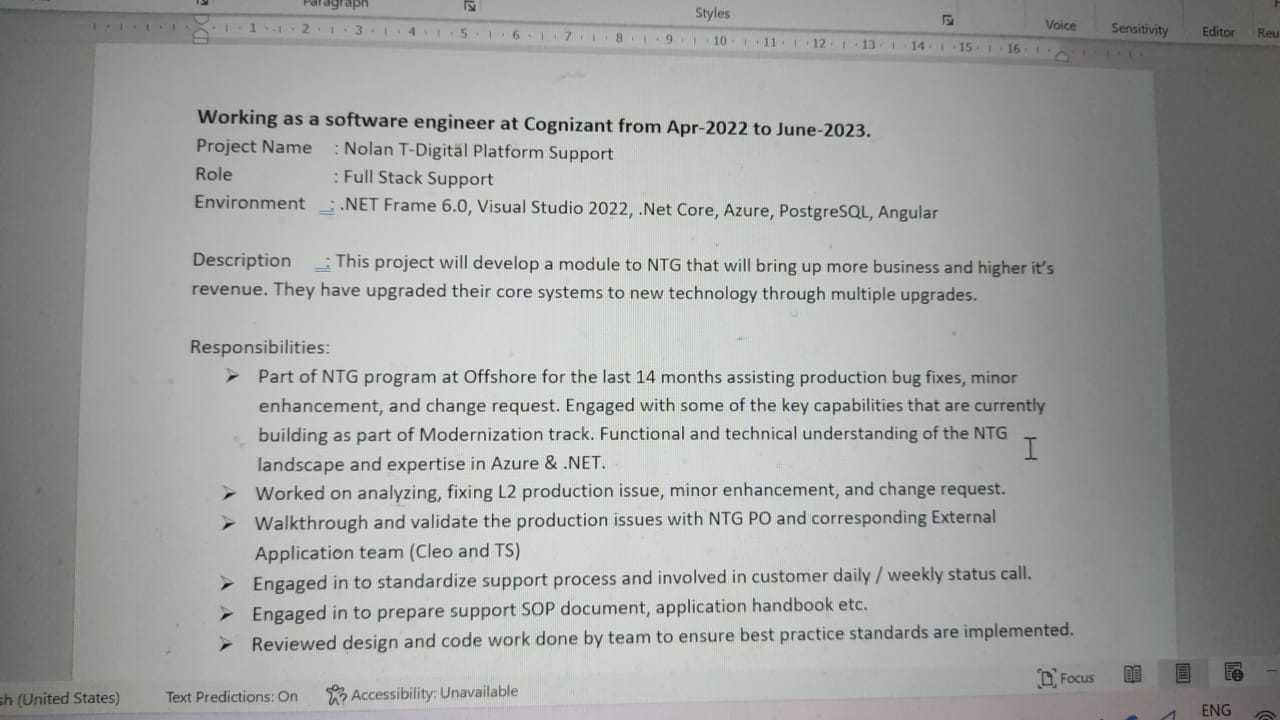 Paragraph
Styles
Voice
Sensitivity
Editor
1 2 3 4 5 6 7 8 9 10 11 12 13 14 15 16
Working as a software engineer at Cognizant from Apr-2022 to June-2023.
Project Name : Nolan T-Digital Platform Support
Role : Full Stack Support
Environment : .NET Frame 6.0, Visual Studio 2022, .Net Core, Azure, PostgreSQL, Angular
Description : This project will develop a module to NTG that will bring up more business and higher it's
revenue. They have upgraded their core systems to new technology through multiple upgrades.
Responsibilities:
➢ Part of NTG program at Offshore for the last 14 months assisting production bug fixes, minor
enhancement, and change request. Engaged with some of the key capabilities that are currently
building as part of Modernization track. Functional and technical understanding of the NTG
landscape and expertise in Azure & .NET.
➢ Worked on analyzing, fixing L2 production issue, minor enhancement, and change request.
➢ Walkthrough and validate the production issues with NTG PO and corresponding External
Application team (Cleo and TS)
➢ Engaged in to standardize support process and involved in customer daily / weekly status call.
➢ Engaged in to prepare support SOP document, application handbook etc.
➢ Reviewed design and code work done by team to ensure best practice standards are implemented.
(United States)
Text Predictions: On
Accessibility: Unavailable
Focus
ENG